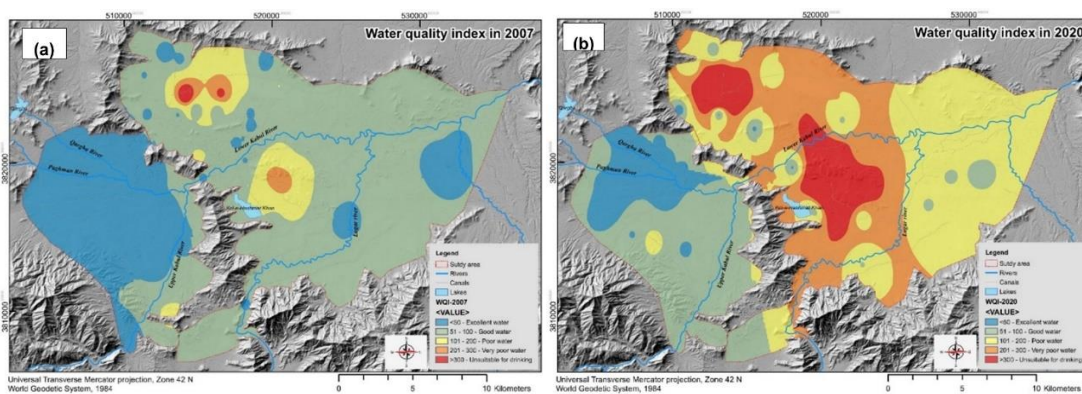 510000 520000 530000
(a)
Water quality index in 2007
3820000
3810000
Qargha River
Paghman River
Lower Kabul River
Upper Kabul River
Logar river
Legend
Sutdy area
Rivers
Canals
Lakes
WQI-2007
<VALUE>
<50 - Excellent water
51 - 100 - Good water
101 - 200 - Poor water
201 - 300 - Very poor water
>300 - Unsuitable for drinking
Universal Transverse Mercator projection, Zone 42 N
World Geodetic System, 1984
0 5 10 Kilometers
510000 520000 530000
(b)
Water quality index in 2020
3820000
3810000
Qargha River
Paghman River
Lower Kabul River
Upper Kabul River
Logar river
Legend
Sutdy area
Rivers
Canals
Lakes
WQI-2020
<VALUE>
<50 - Excellent water
51 - 100 - Good water
101 - 200 - Poor water
201 - 300 - Very poor water
>300 - Unsuitable for drinking
Universal Transverse Mercator projection, Zone 42 N
World Geodetic System, 1984
0 5 10 Kilometers